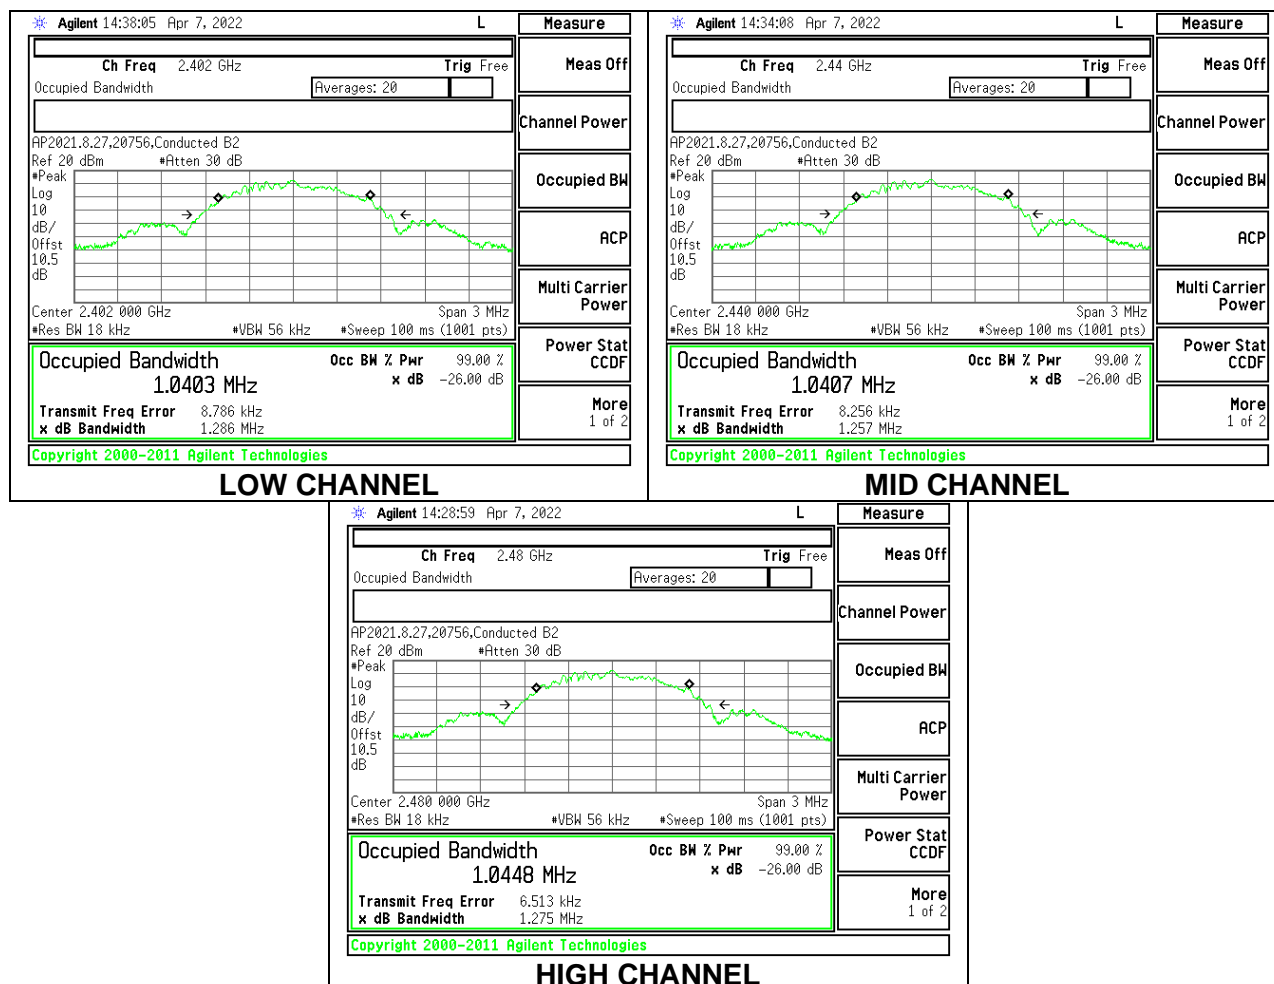 Agilent 14:38:05 Apr 7, 2022 L Measure
Ch Freq 2.402 GHz Trig Free
Meas Off
Occupied Bandwidth Averages: 20
Channel Power
AP2021.8.27,20756,Conducted B2
Ref 20 dBm #Atten 30 dB
#Peak
Log
10
dB/
Offst
10.5
dB
Occupied BW
ACP
Multi Carrier
Power
Center 2.402 000 GHz Span 3 MHz
#Res BW 18 kHz #VBW 56 kHz #Sweep 100 ms (1001 pts)
Power Stat
CCDF
Occupied Bandwidth Occ BW % Pwr 99.00 %
1.0403 MHz x dB -26.00 dB
Transmit Freq Error 8.786 kHz
x dB Bandwidth 1.286 MHz
More
1 of 2
Copyright 2000-2011 Agilent Technologies
LOW CHANNEL
Agilent 14:34:08 Apr 7, 2022 L Measure
Ch Freq 2.44 GHz Trig Free
Meas Off
Occupied Bandwidth Averages: 20
Channel Power
AP2021.8.27,20756,Conducted B2
Ref 20 dBm #Atten 30 dB
#Peak
Log
10
dB/
Offst
10.5
dB
Occupied BW
ACP
Multi Carrier
Power
Center 2.440 000 GHz Span 3 MHz
#Res BW 18 kHz #VBW 56 kHz #Sweep 100 ms (1001 pts)
Power Stat
CCDF
Occupied Bandwidth Occ BW % Pwr 99.00 %
1.0407 MHz x dB -26.00 dB
Transmit Freq Error 8.256 kHz
x dB Bandwidth 1.257 MHz
More
1 of 2
Copyright 2000-2011 Agilent Technologies
MID CHANNEL
Agilent 14:28:59 Apr 7, 2022 L Measure
Ch Freq 2.48 GHz Trig Free
Meas Off
Occupied Bandwidth Averages: 20
Channel Power
AP2021.8.27,20756,Conducted B2
Ref 20 dBm #Atten 30 dB
#Peak
Log
10
dB/
Offst
10.5
dB
Occupied BW
ACP
Multi Carrier
Power
Center 2.480 000 GHz Span 3 MHz
#Res BW 18 kHz #VBW 56 kHz #Sweep 100 ms (1001 pts)
Power Stat
CCDF
Occupied Bandwidth Occ BW % Pwr 99.00 %
1.0448 MHz x dB -26.00 dB
Transmit Freq Error 6.513 kHz
x dB Bandwidth 1.275 MHz
More
1 of 2
Copyright 2000-2011 Agilent Technologies
HIGH CHANNEL